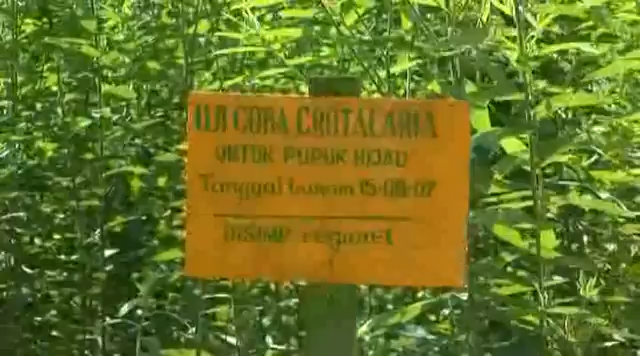 UJI COBA CROTALARIA
UNTUK PUPUK HIJAU
Tanggal tanam 15-08-07